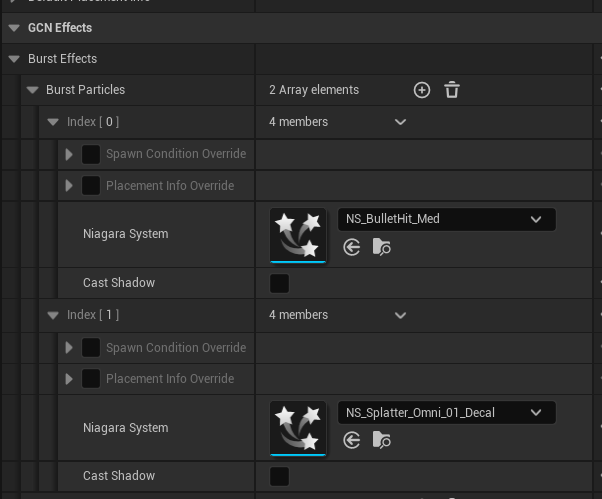 GCN Effects
Burst Effects
Burst Particles 2 Array elements
Index [ 0 ] 4 members
Spawn Condition Override
Placement Info Override
Niagara System NS_BulletHit_Med
Cast Shadow
Index [ 1 ] 4 members
Spawn Condition Override
Placement Info Override
Niagara System NS_Splatter_Omni_01_Decal
Cast Shadow